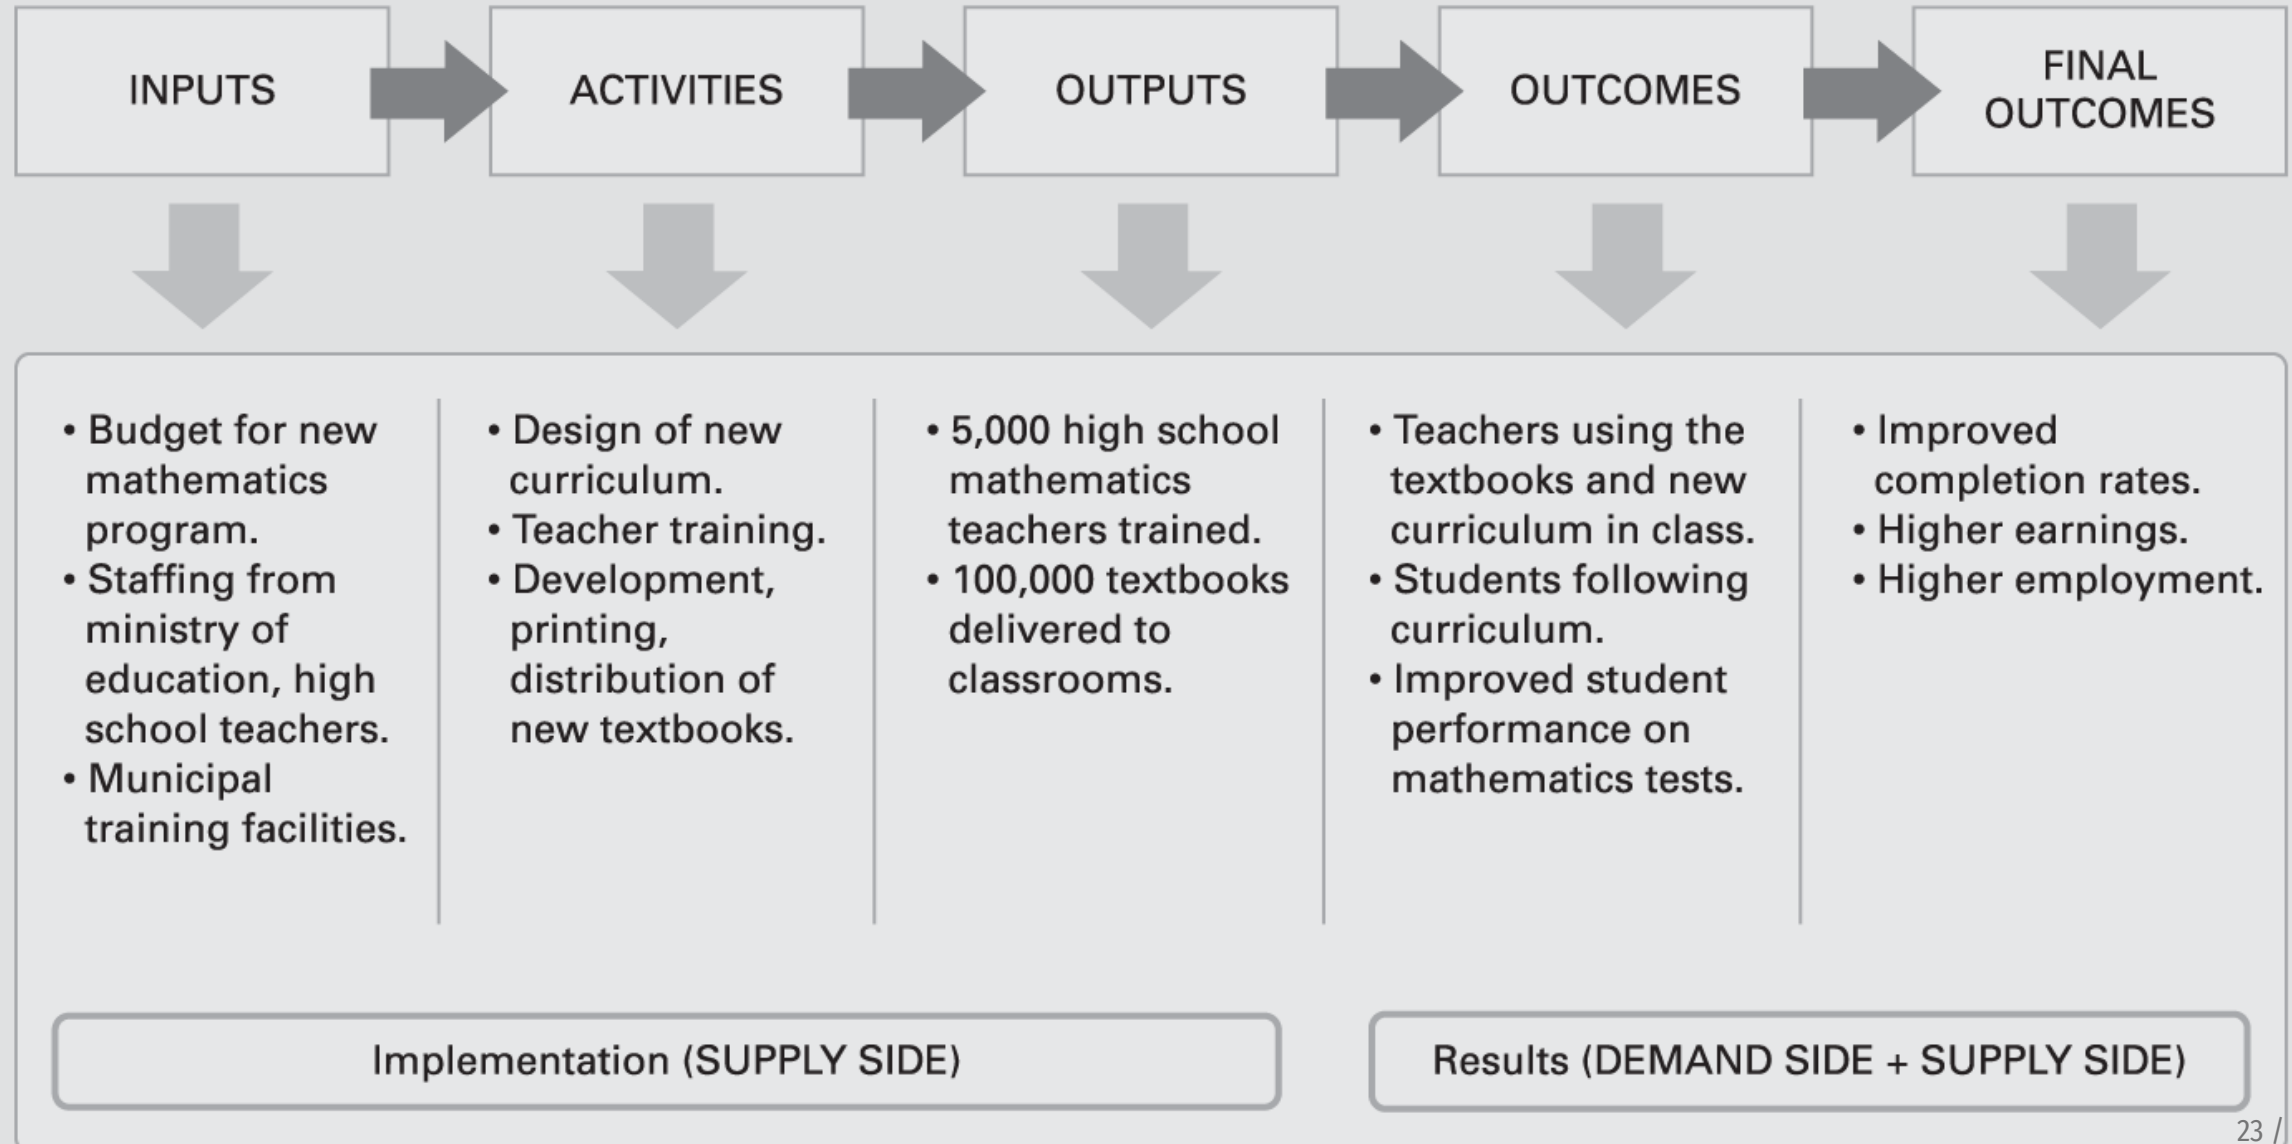 INPUTS
ACTIVITIES
OUTPUTS
OUTCOMES
FINAL
OUTCOMES
• Budget for new
mathematics
program.
• Staffing from
ministry of
education, high
school teachers.
• Municipal
training facilities.
• Design of new
curriculum.
• Teacher training.
• Development,
printing,
distribution of
new textbooks.
• 5,000 high school
mathematics
teachers trained.
• 100,000 textbooks
delivered to
classrooms.
• Teachers using the
textbooks and new
curriculum in class.
• Students following
curriculum.
• Improved student
performance on
mathematics tests.
• Improved
completion rates.
• Higher earnings.
• Higher employment.
Implementation (SUPPLY SIDE)
Results (DEMAND SIDE + SUPPLY SIDE)
23 /